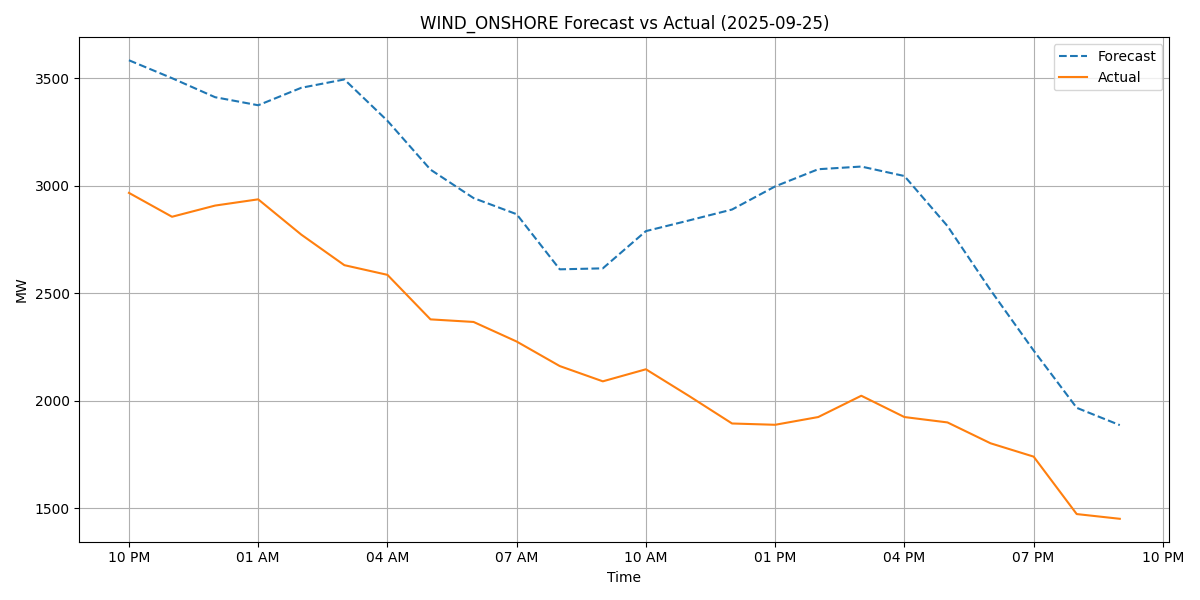 WIND_ONSHORE Forecast vs Actual (2025-09-25)
Forecast
Actual
3500
3000
2500
2000
1500
MW
10 PM 01 AM 04 AM 07 AM 10 AM 01 PM 04 PM 07 PM 10 PM
Time